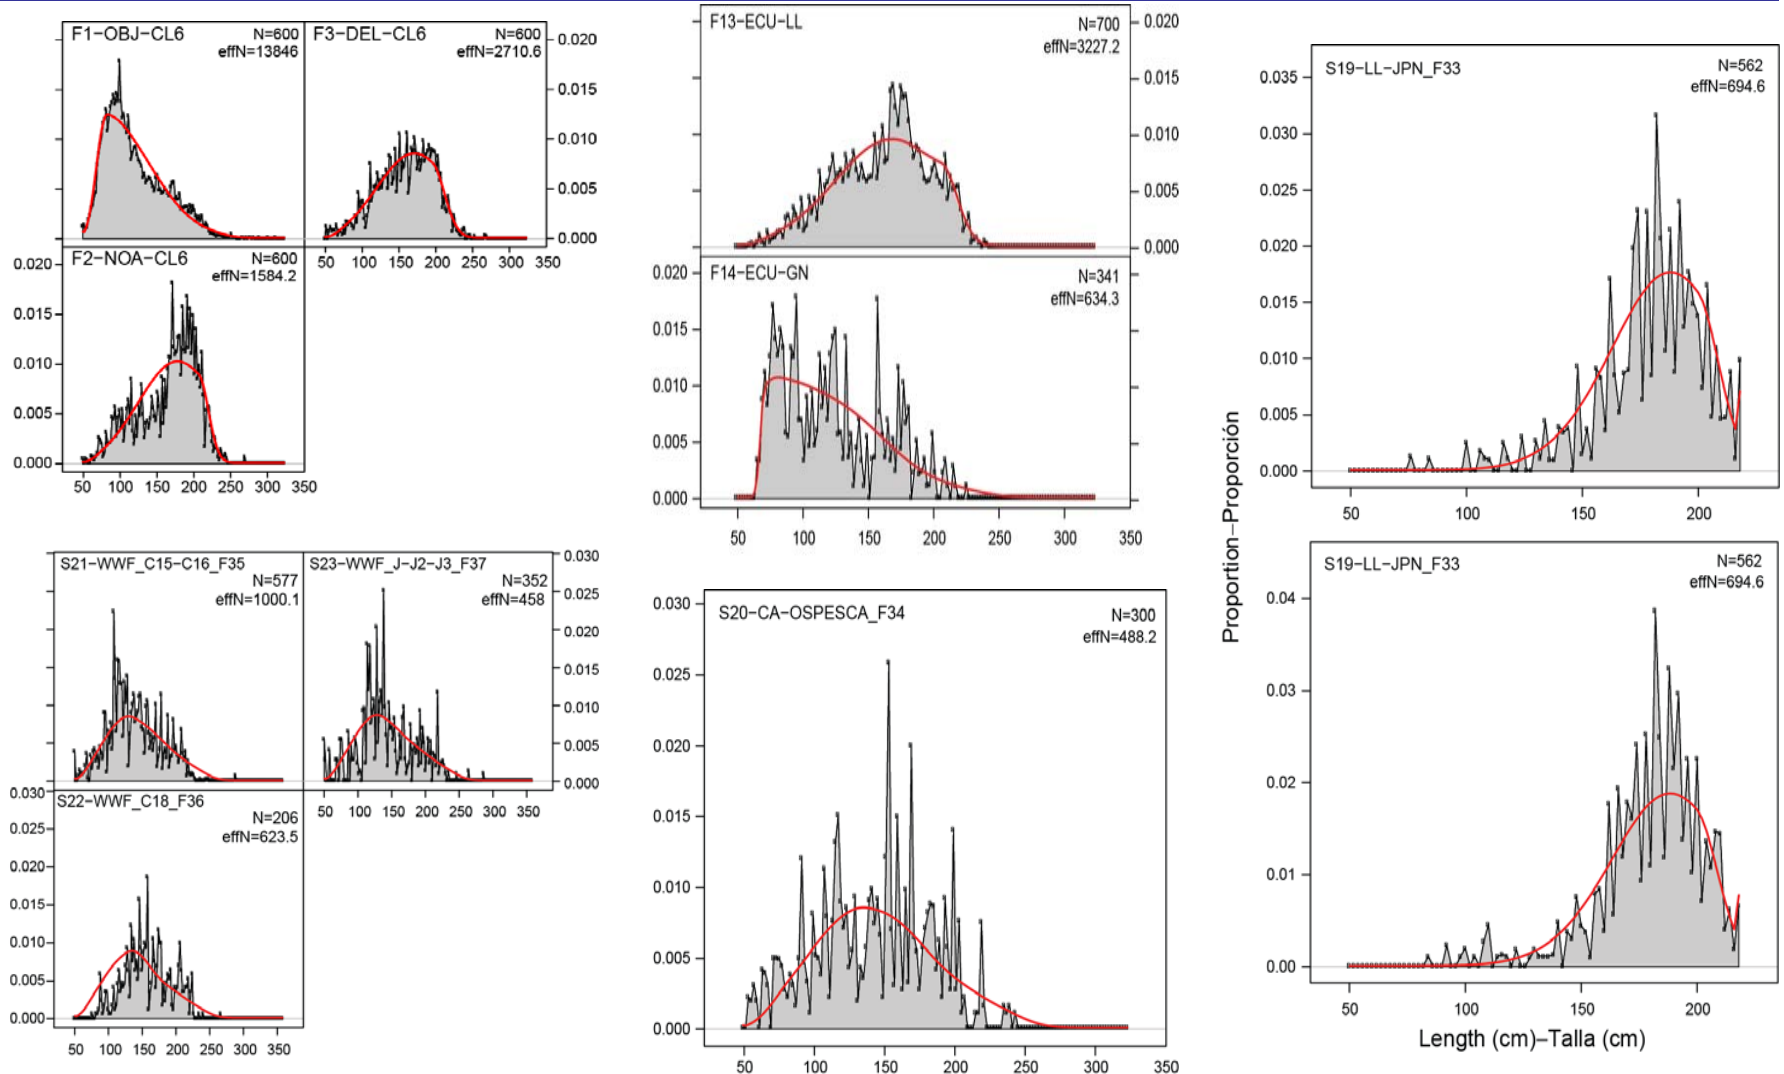 F1−OBJ−CL6
N=600
effN=13846
F3−DEL−CL6
N=600
effN=2710.6
0.020
0.015
0.010
0.005
0.000
50 100 150 200 250 300 350
F2−NOA−CL6
N=600
effN=1584.2
0.020
0.015
0.010
0.005
0.000
50 100 150 200 250 300 350
S21−WWF_C15−C16_F35
N=577
effN=1000.1
S23−WWF_J−J2−J3_F37
N=352
effN=458
0.030
0.025
0.020
0.015
0.010
0.005
0.000
50 100 150 200 250 300 350
S22−WWF_C18_F36
N=206
effN=623.5
0.030
0.025
0.020
0.015
0.010
0.005
0.000
50 100 150 200 250 300 350
F13−ECU−LL
N=700
effN=3227.2
0.020
0.015
0.010
0.005
0.000
F14−ECU−GN
N=341
effN=634.3
0.020
0.015
0.010
0.005
0.000
50 100 150 200 250 300 350
S20−CA−OSPESCA_F34
N=300
effN=488.2
0.030
0.025
0.020
0.015
0.010
0.005
0.000
50 100 150 200 250 300 350
Proportion−Proporción
S19−LL−JPN_F33
N=562
effN=694.6
0.035
0.030
0.025
0.020
0.015
0.010
0.005
0.000
50 100 150 200
S19−LL−JPN_F33
N=562
effN=694.6
0.04
0.03
0.02
0.01
0.00
50 100 150 200
Length (cm)−Talla (cm)